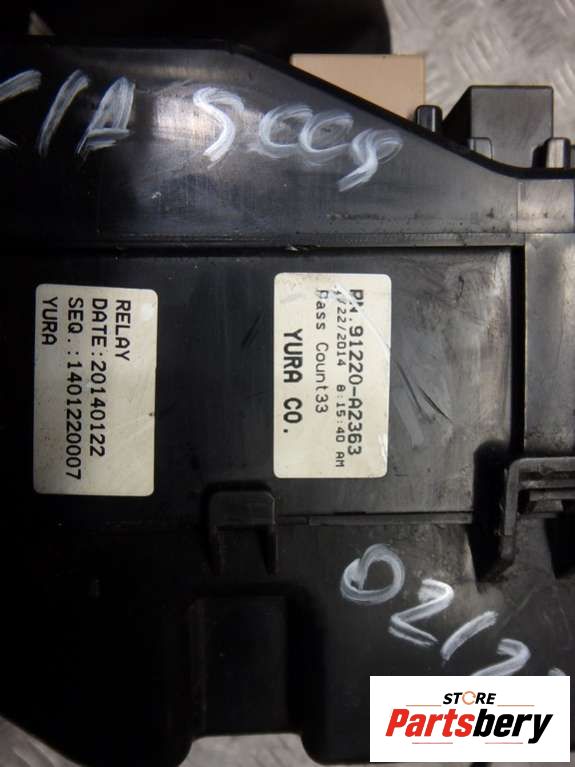 KIA 5009
RELAY
DATE:20140122
SEQ.:1401220007
YURA
PN.91220-A2363
1/22/2014 8:15:40 AM
Pass Count33
YURA CO.
STORE
Partsbery